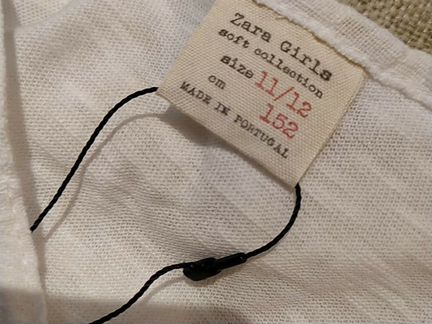 Zara Girls
soft collection
size 11/12
cm 152
MADE IN PORTUGAL